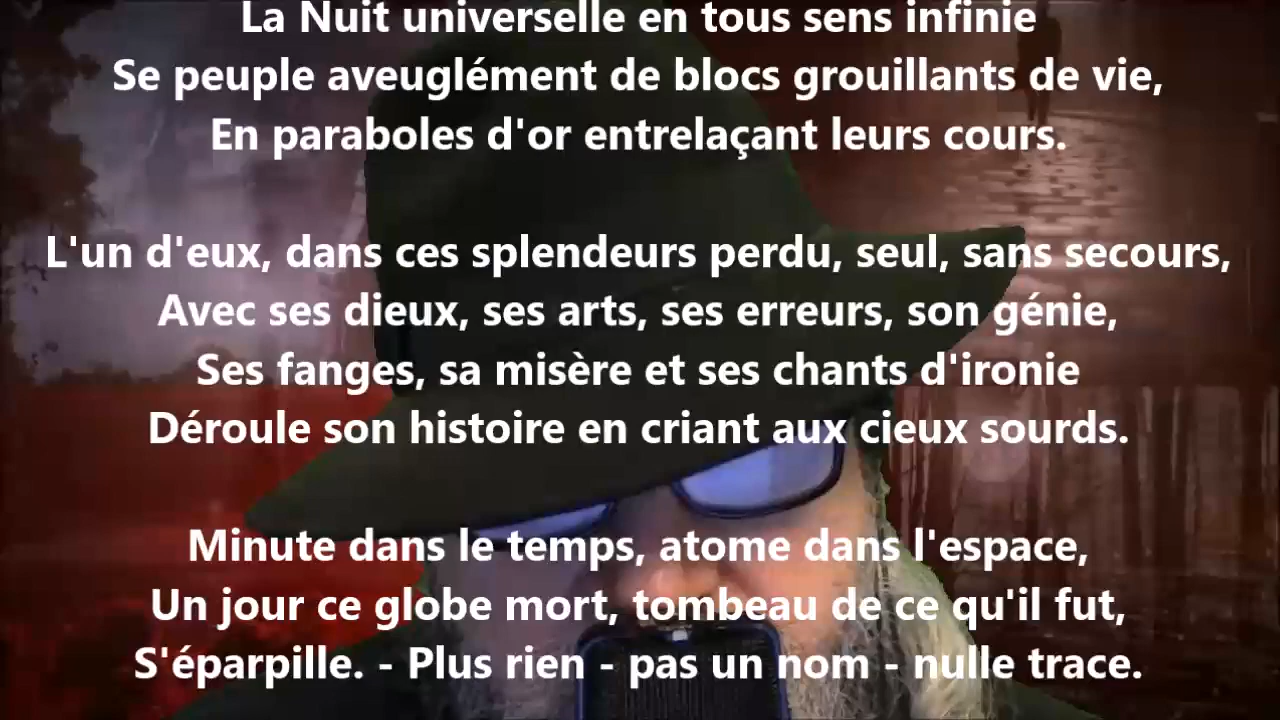 La Nuit universelle en tous sens infinie
Se peuple aveuglément de blocs grouillants de vie,
En paraboles d'or entrelaçant leurs cours.
L'un d'eux, dans ces splendeurs perdu, seul, sans secours,
Avec ses dieux, ses arts, ses erreurs, son génie,
Ses fanges, sa misère et ses chants d'ironie
Déroule son histoire en criant aux cieux sourds.
Minute dans le temps, atome dans l'espace,
Un jour ce globe mort, tombeau de ce qu'il fut,
S'éparpille. - Plus rien - pas un nom - nulle trace.